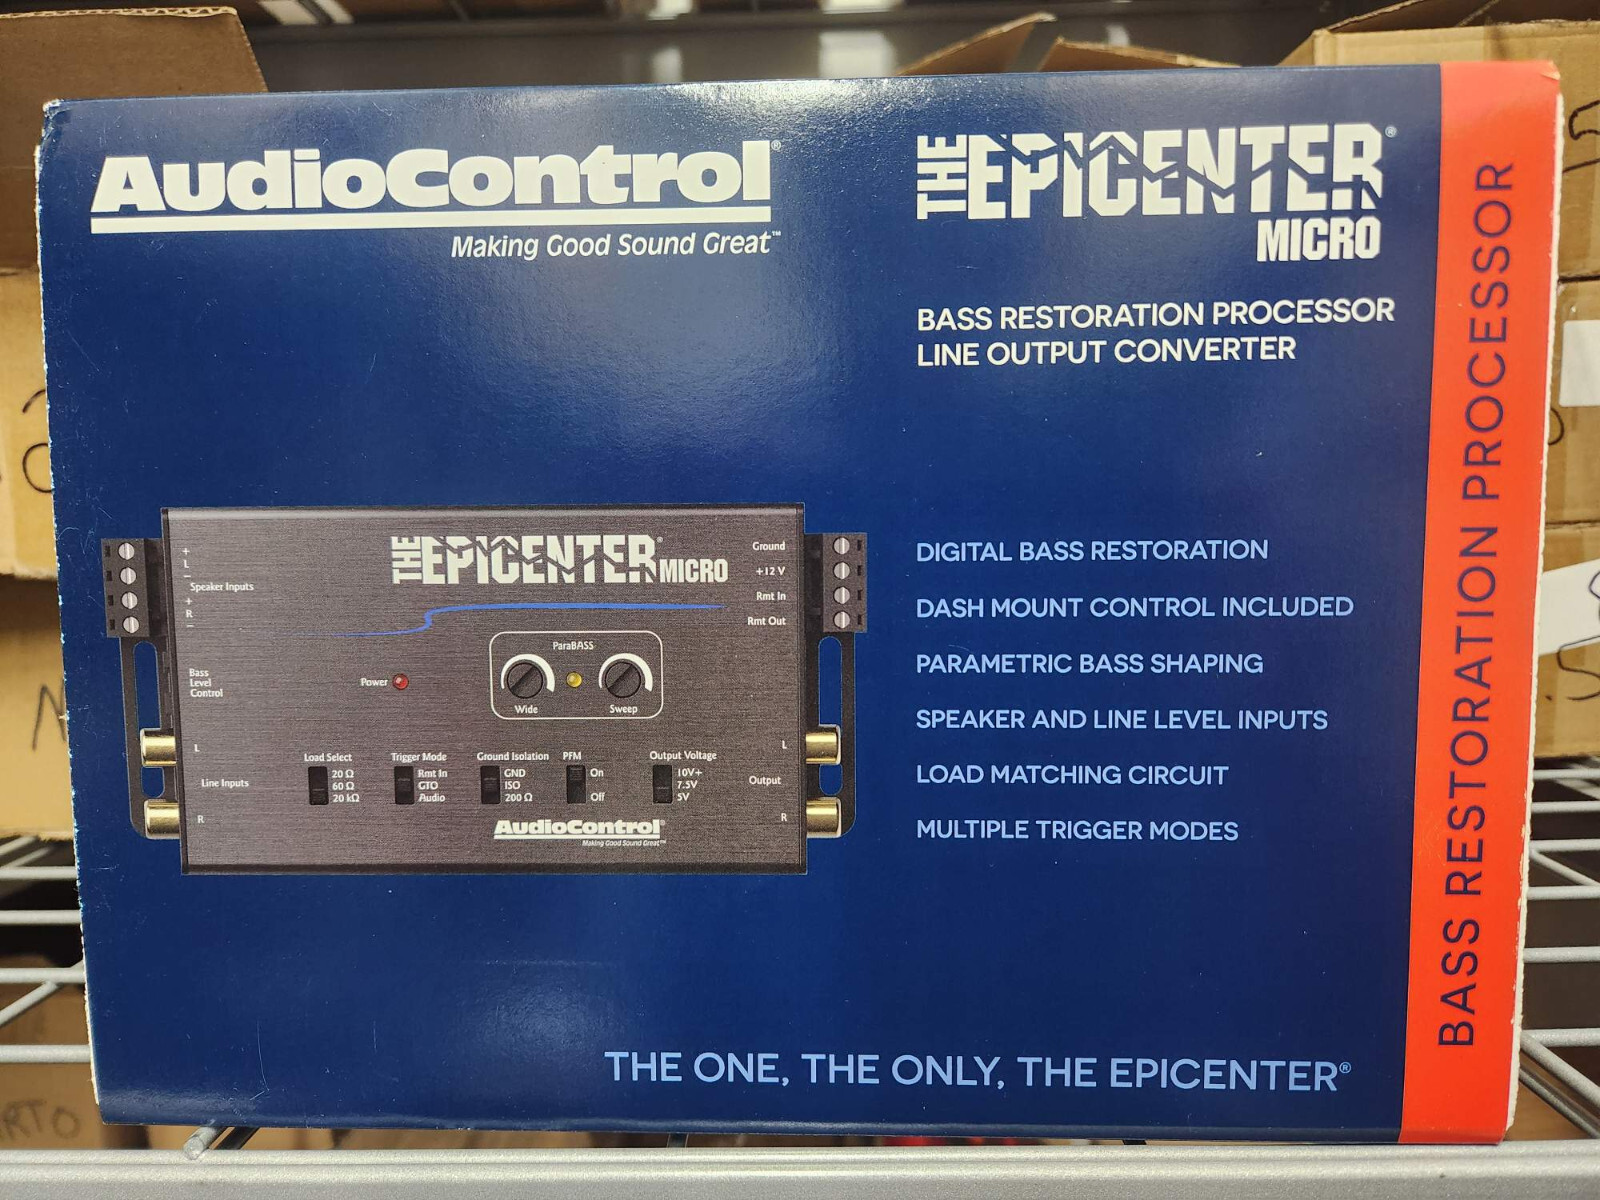 AudioControl®
Making Good Sound Great™
THE EPICENTER®
MICRO
BASS RESTORATION PROCESSOR
LINE OUTPUT CONVERTER
DIGITAL BASS RESTORATION
DASH MOUNT CONTROL INCLUDED
PARAMETRIC BASS SHAPING
SPEAKER AND LINE LEVEL INPUTS
LOAD MATCHING CIRCUIT
MULTIPLE TRIGGER MODES
THE ONE, THE ONLY, THE EPICENTER®
BASS RESTORATION PROCESSOR
THE EPICENTER® MICRO
+
L
–
Speaker Inputs
+
R
–
Ground
+12 V
Rmt In
Rmt Out
ParaBASS
Wide
Sweep
Power
Bass
Level
Control
L
Line Inputs
R
Load Select
20 Ω
60 Ω
20 kΩ
Trigger Mode
Rmt In
GTO
Audio
Ground Isolation
GND
ISO
200 Ω
PFM
On
Off
Output Voltage
10V+
7.5V
5V
L
Output
R
AudioControl®
Making Good Sound Great™